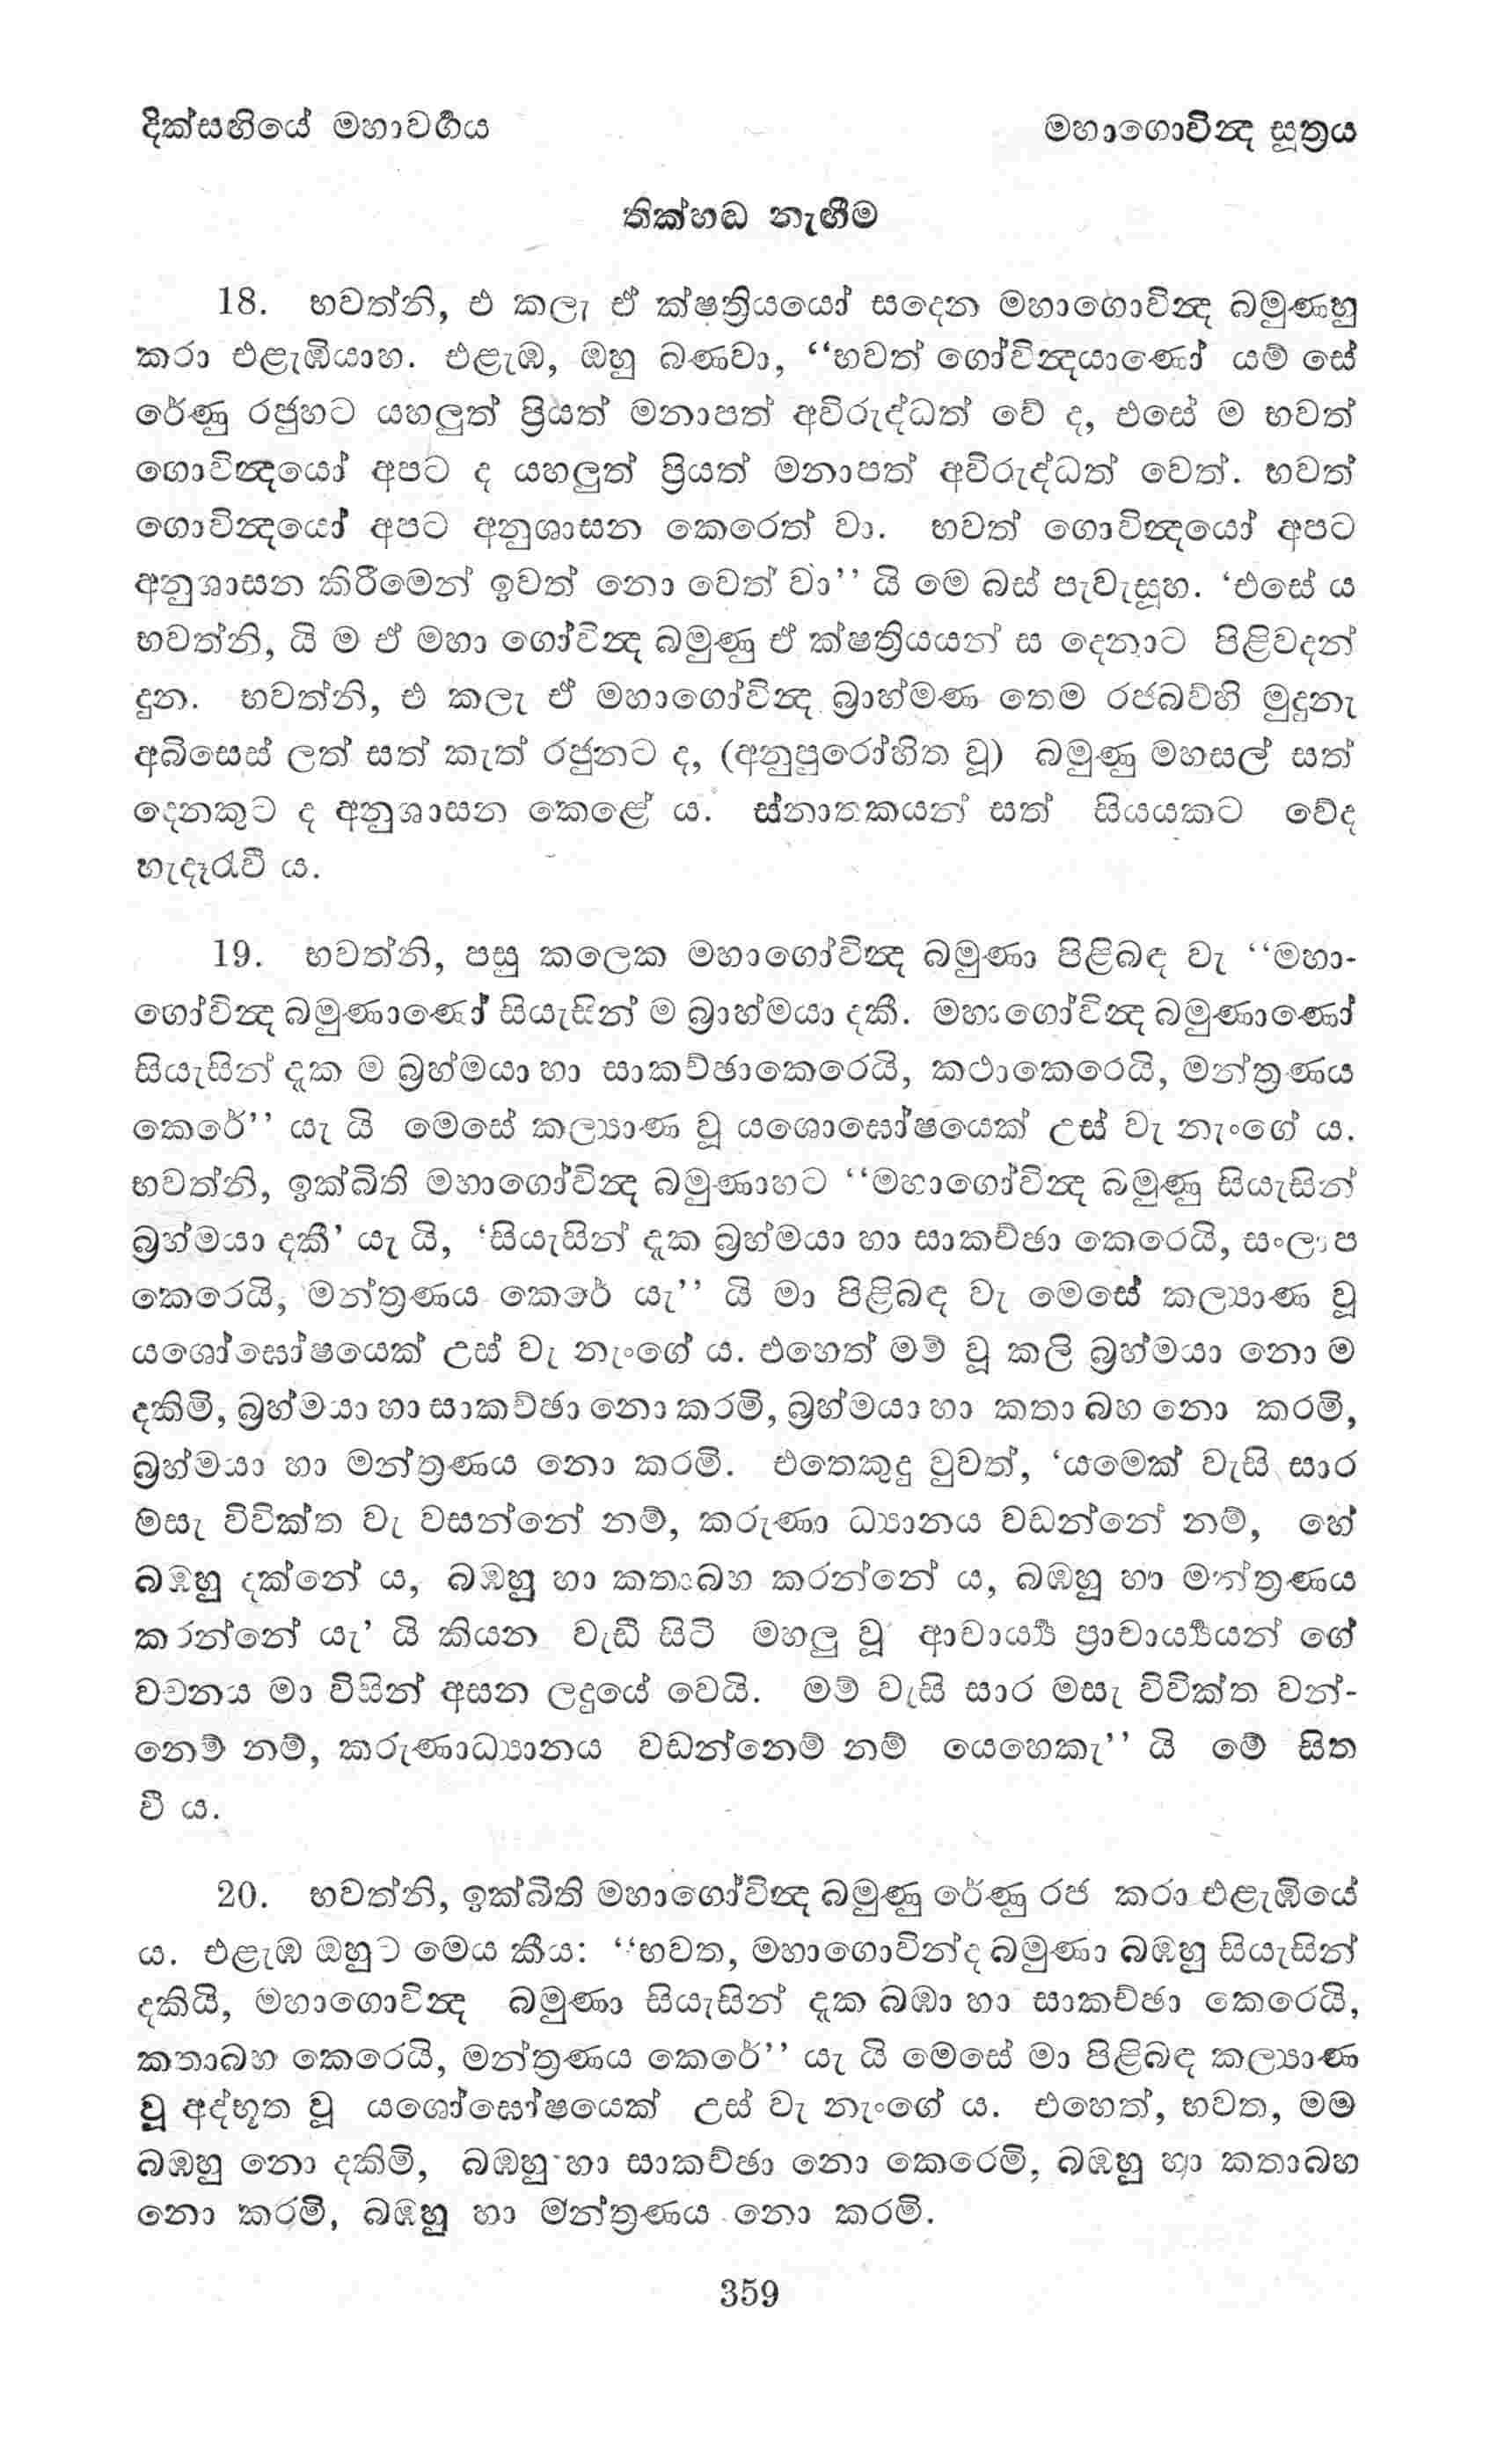 දික්සඟියේ මහාවර්‍ගය
මහාගොවින්‍ද සූත්‍රය
තික්හඬ නැඟීම
18. භවත්නි, එ කලැ ඒ ක්ෂත්‍රියයෝ සදෙන මහාගොවින්‍ද බමුණහු
කරා එළැඹියාහ. එළැඹ, ඔහු බණවා, “භවත් ගෝවින්‍දයාණෝ යම් සේ
රේණු රජුහට යහලුත් ප්‍රියත් මනාපත් අවිරුද්ධත් වේ ද, එසේ ම භවත්
ගොවින්‍දයෝ අපට ද යහලුත් ප්‍රියත් මනාපත් අවිරුද්ධත් වෙත්. භවත්
ගොවින්‍දයෝ අපට අනුශාසන කෙරෙත් වා. භවත් ගොවින්‍දයෝ අපට
අනුශාසන කිරීමෙන් ඉවත් නො වෙත් වා” යි මෙ බස් පැවැසූහ. ‘එසේ ය
භවත්නි, යි ම ඒ මහා ගෝවින්‍ද බමුණු ඒ ක්ෂත්‍රියයන් ස දෙනාට පිළිවදන්
දුන. භවත්නි, එ කලැ ඒ මහාගෝවින්‍ද බ්‍රාහ්මණ තෙම රජබව්හි මුදුනැ
අබිසෙස් ලත් සත් කැත් රජුනට ද, (අනුපුරෝහිත වූ) බමුණු මහසල් සත්
දෙනකුට ද අනුශාසන කෙළේ ය. ස්නාතකයන් සත් සියයකට වේද
හැදෑරැවී ය.
19. භවත්නි, පසු කලෙක මහාගෝවින්‍ද බමුණා පිළිබඳ වැ “මහා-
ගෝවින්‍ද බමුණාණෝ සියැසින් ම බ්‍රාහ්මයා දකී. මහාගෝවින්‍ද බමුණාණෝ
සියැසින් දැක ම බ්‍රහ්මයා හා සාකච්ඡාකෙරෙයි, කථාකෙරෙයි, මන්ත්‍රණය
කෙරේ” යැ යි මෙසේ කල්‍යාණ වූ යශොඝෝෂයෙක් උස් වැ නැංගේ ය.
භවත්නි, ඉක්බිති මහාගෝවින්‍ද බමුණාහට “මහාගෝවින්‍ද බමුණු සියැසින්
බ්‍රහ්මයා දකී’ යැ යි, ‘සියැසින් දැක බ්‍රහ්මයා හා සාකච්ඡා කෙරෙයි, සංලාප
කෙරෙයි, මන්ත්‍රණය කෙරේ යැ” යි මා පිළිබඳ වැ මෙසේ කල්‍යාණ වූ
යශෝඝෝෂයෙක් උස් වැ නැංගේ ය. එහෙත් මම් වූ කලි බ්‍රහ්මයා නො ම
දකිමි, බ්‍රහ්මයා හා සාකච්ඡා නො කරමි, බ්‍රහ්මයා හා කතා බහ නො කරමි,
බ්‍රහ්මයා හා මන්ත්‍රණය නො කරමි. එතෙකුදු වුවත්, ‘යමෙක් වැසි සාර
මසැ විවික්ත වැ වසන්නේ නම්, කරුණා ධ්‍යානය වඩන්නේ නම්, හේ
බඹහු දක්නේ ය, බඹහු හා කතාබහ කරන්නේ ය, බඹහු හා මන්ත්‍රණය
කරන්නේ යැ’ යි කියන වැඩි සිටි මහලු වූ ආචාර්‍ය්‍ය ප්‍රාචාර්‍ය්‍යයන් ගේ
වචනය මා විසින් අසන ලදුයේ වෙයි. මම් වැසි සාර මසැ විවික්ත වන්-
නෙම් නම්, කරුණාධ්‍යානය වඩන්නෙම් නම් යෙහෙකැ” යි මේ සිත
වී ය.
20. භවත්නි, ඉක්බිති මහාගෝවින්‍ද බමුණු රේණු රජ කරා එළැඹියේ
ය. එළැඹ ඔහුට මෙය කීය: “භවත, මහාගොවින්ද බමුණා බඹහු සියැසින්
දකියි, මහාගොවින්‍ද බමුණා සියැසින් දැක බඹා හා සාකච්ඡා කෙරෙයි,
කතාබහ කෙරෙයි, මන්ත්‍රණය කෙරේ” යැ යි මෙසේ මා පිළිබඳ කල්‍යාණ
වූ අද්භූත වූ යශෝඝෝෂයෙක් උස් වැ නැංගේ ය. එහෙත්, භවත, මම
බඹහු නො දකිමි, බඹහු හා සාකච්ඡා නො කෙරෙමි, බඹහු හා කතාබහ
නො කරමි, බඹහු හා මන්ත්‍රණය නො කරමි.
359